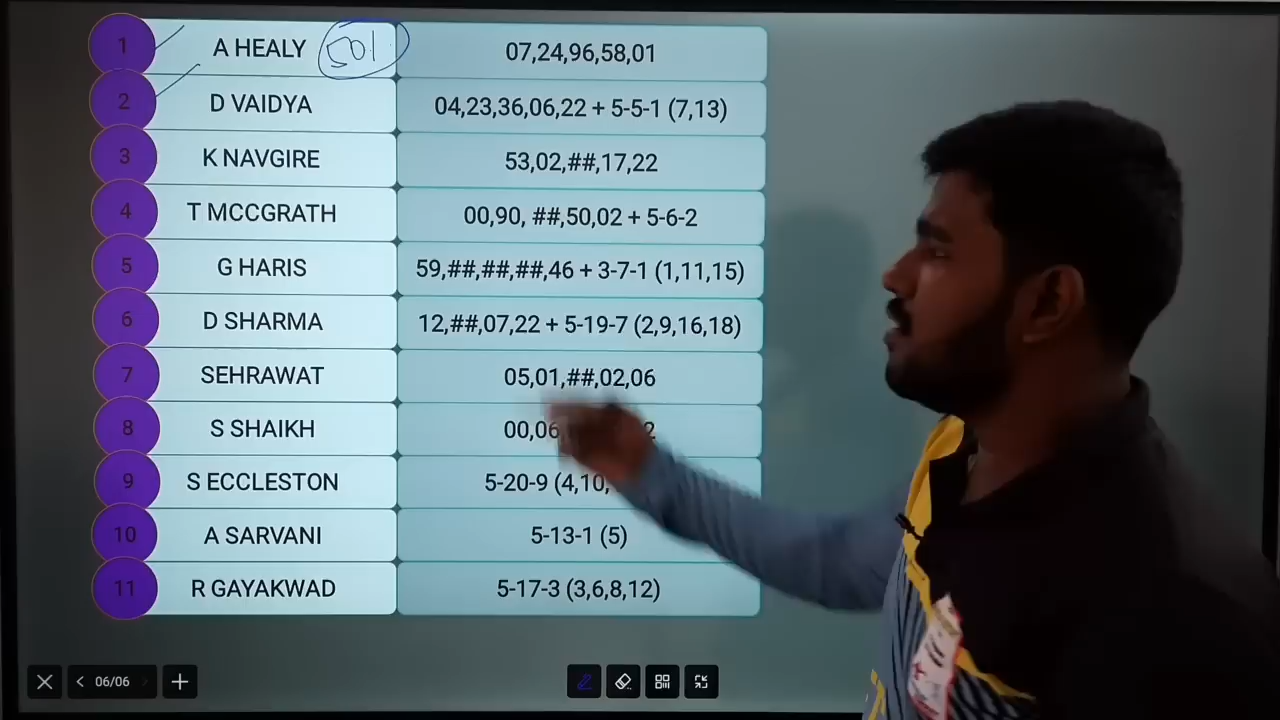 1 A HEALY 501 07,24,96,58,01
2 D VAIDYA 04,23,36,06,22 + 5-5-1 (7,13)
3 K NAVGIRE 53,02,##,17,22
4 T MCCGRATH 00,90, ##,50,02 + 5-6-2
5 G HARIS 59,##,##,##,46 + 3-7-1 (1,11,15)
6 D SHARMA 12,##,07,22 + 5-19-7 (2,9,16,18)
7 SEHRAWAT 05,01,##,02,06
8 S SHAIKH 00,06
9 S ECCLESTON 5-20-9 (4,10,
10 A SARVANI 5-13-1 (5)
11 R GAYAKWAD 5-17-3 (3,6,8,12)
06/06